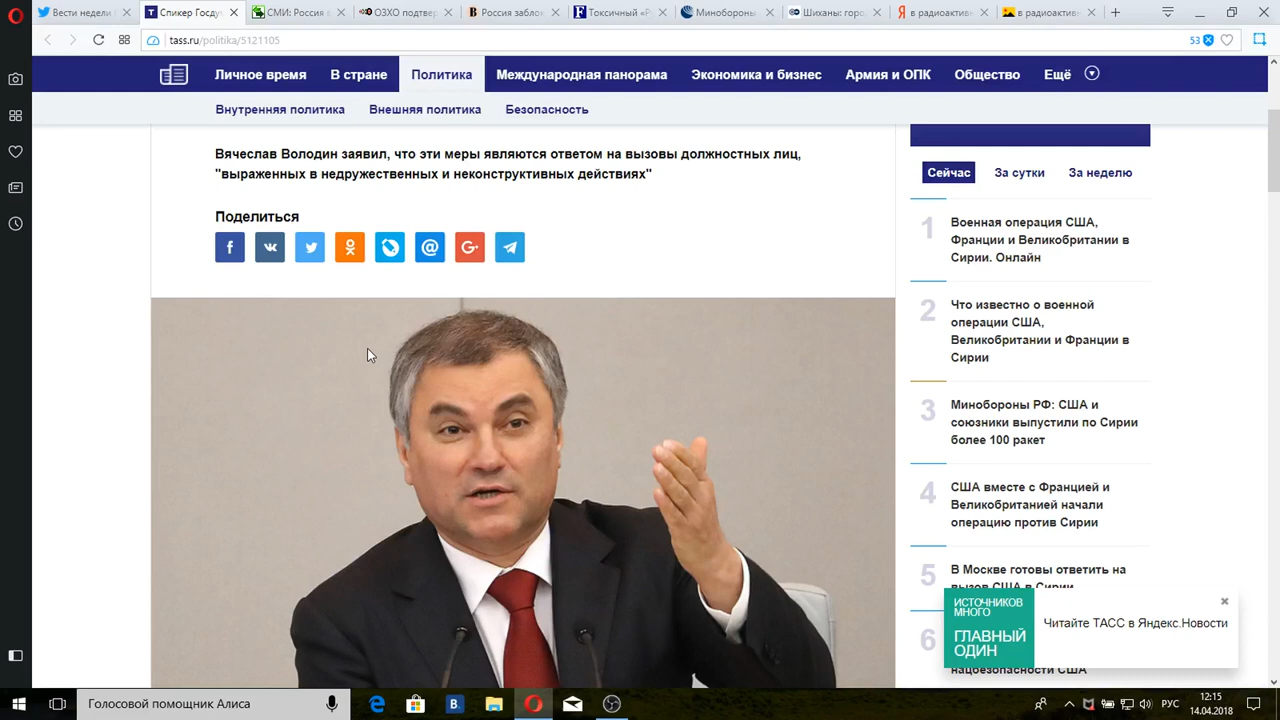 Вести недели
Спикер Госду
СМИ: Россия
ОЗХО подтвер
Россия заблок
Токсичный
Минобороны
Шиханы:
в радиоактивн
в радиоактивн
tass.ru/politika/5121105
53
Личное время
В стране
Политика
Международная панорама
Экономика и бизнес
Армия и ОПК
Общество
Ещё
Внутренняя политика
Внешняя политика
Безопасность
Вячеслав Володин заявил, что эти меры являются ответом на вызовы должностных лиц,
"выраженных в недружественных и неконструктивных действиях"
Поделиться
Сейчас
За сутки
За неделю
1
Военная операция США,
Франции и Великобритании в
Сирии. Онлайн
2
Что известно о военной
операции США,
Великобритании и Франции в
Сирии
3
Минобороны РФ: США и
союзники выпустили по Сирии
более 100 ракет
4
США вместе с Францией и
Великобританией начали
операцию против Сирии
5
В Москве готовы ответить на
вызов США в Сирии
6
нацбезопасности США
ИСТОЧНИКОВ
МНОГО
ГЛАВНЫЙ
ОДИН
Читайте ТАСС в Яндекс.Новости
Голосовой помощник Алиса
РУС
12:15
14.04.2018